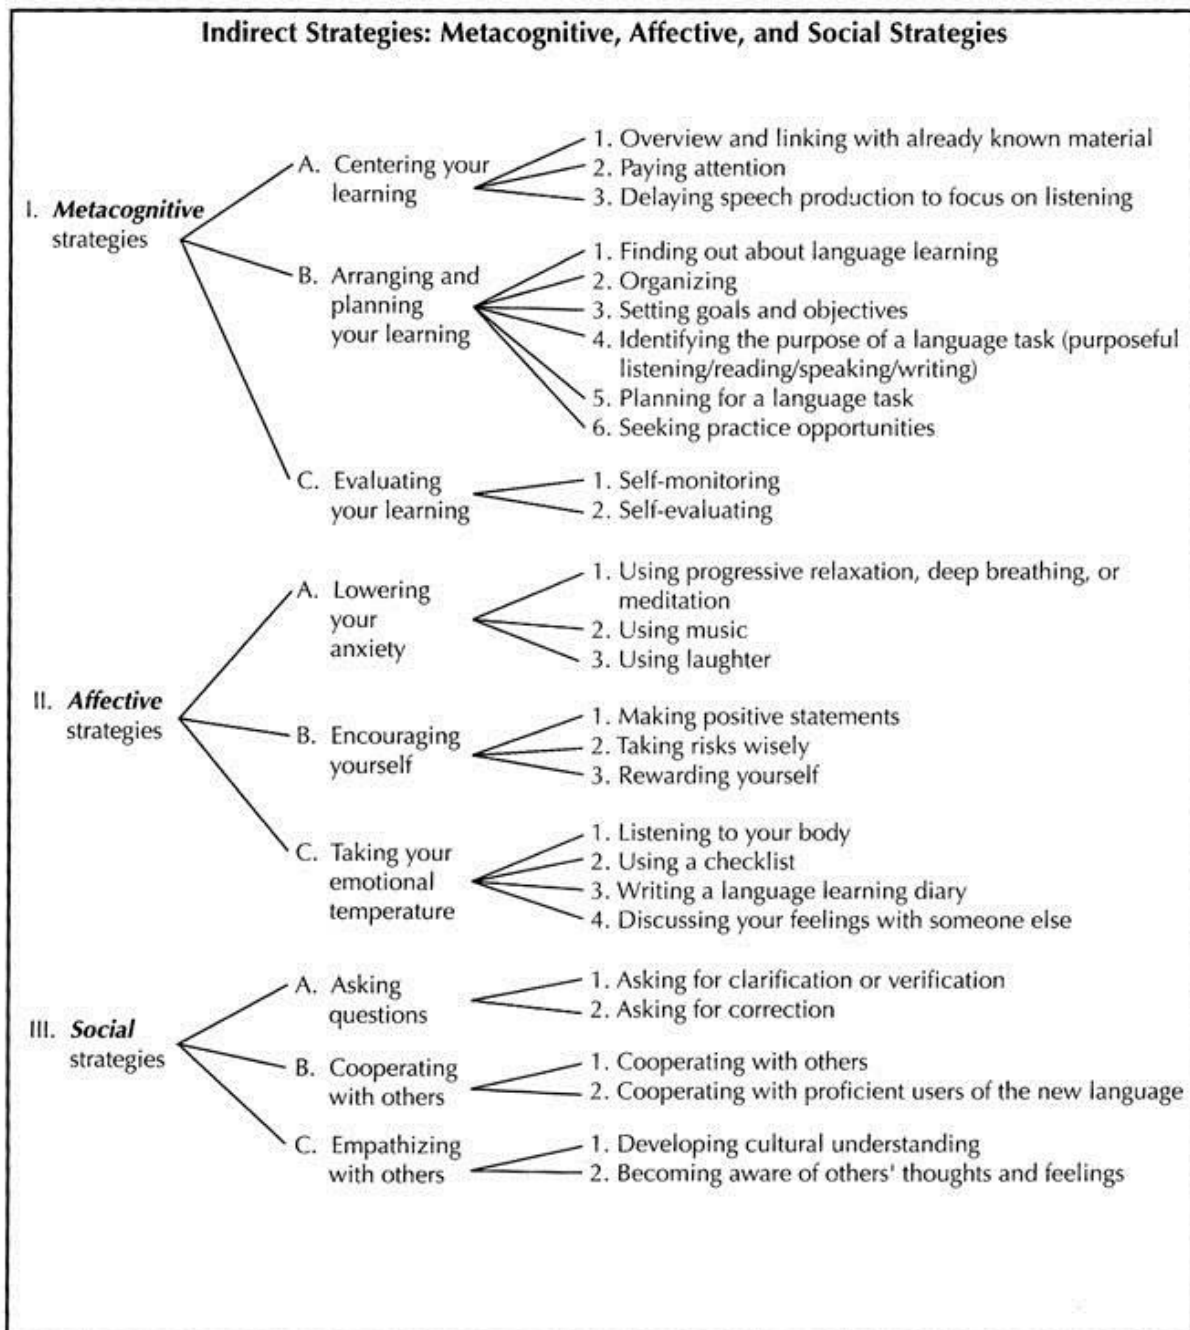 Indirect Strategies: Metacognitive, Affective, and Social Strategies
I. Metacognitive
strategies
A. Centering your
learning
1. Overview and linking with already known material
2. Paying attention
3. Delaying speech production to focus on listening
B. Arranging and
planning
your learning
1. Finding out about language learning
2. Organizing
3. Setting goals and objectives
4. Identifying the purpose of a language task (purposeful
listening/reading/speaking/writing)
5. Planning for a language task
6. Seeking practice opportunities
C. Evaluating
your learning
1. Self-monitoring
2. Self-evaluating
II. Affective
strategies
A. Lowering
your
anxiety
1. Using progressive relaxation, deep breathing, or
meditation
2. Using music
3. Using laughter
B. Encouraging
yourself
1. Making positive statements
2. Taking risks wisely
3. Rewarding yourself
C. Taking your
emotional
temperature
1. Listening to your body
2. Using a checklist
3. Writing a language learning diary
4. Discussing your feelings with someone else
III. Social
strategies
A. Asking
questions
1. Asking for clarification or verification
2. Asking for correction
B. Cooperating
with others
1. Cooperating with others
2. Cooperating with proficient users of the new language
C. Empathizing
with others
1. Developing cultural understanding
2. Becoming aware of others' thoughts and feelings